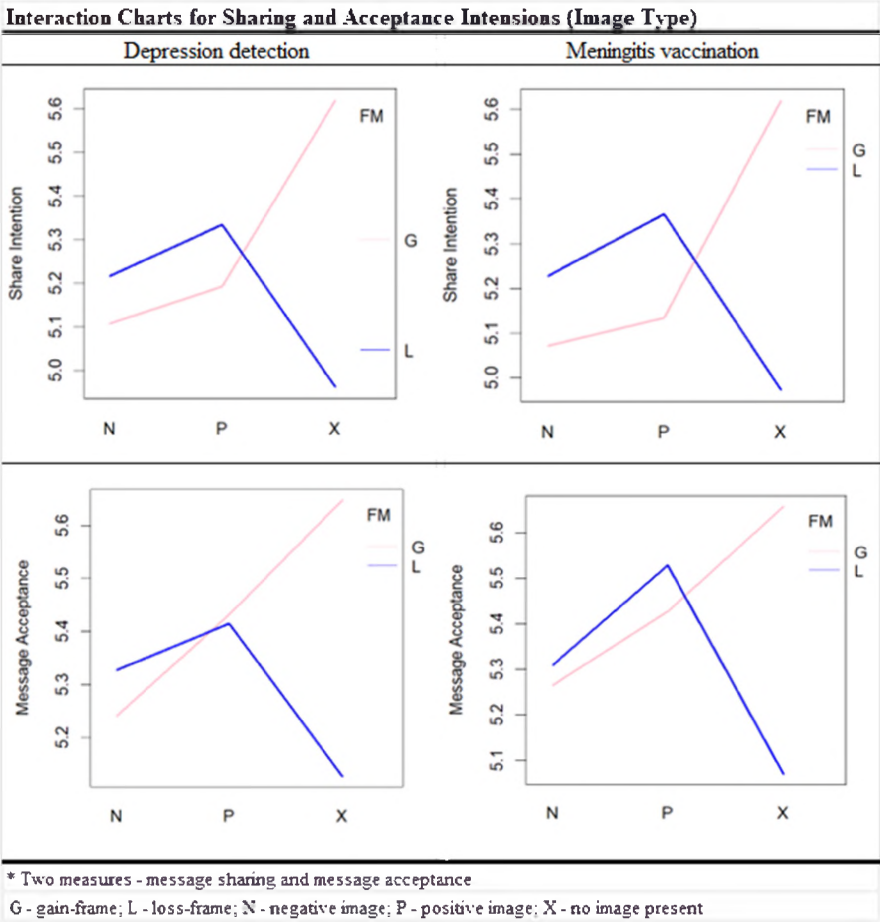 Interaction Charts for Sharing and Acceptance Intensions (Image Type)
Depression detection
Meningitis vaccination
Share Intention
5.6
5.5
5.4
5.3
5.2
5.1
5.0
FM
G
L
N P X
Share Intention
5.6
5.5
5.4
5.3
5.2
5.1
5.0
FM
G
L
N P X
Message Acceptance
5.6
5.5
5.4
5.3
5.2
FM
G
L
N P X
Message Acceptance
5.6
5.5
5.4
5.3
5.2
5.1
FM
G
L
N P X
* Two measures - message sharing and message acceptance
G - gain-frame; L - loss-frame; N - negative image; P - positive image; X - no image present